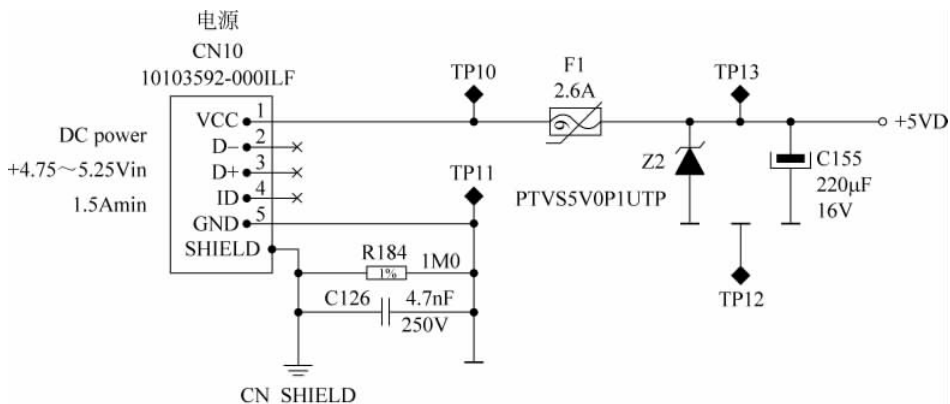 电源
CN10
10103592-000ILF
DC power
+4.75～5.25Vin
1.5Amin
VCC 1
D− 2
D+ 3
ID 4
GND 5
SHIELD
TP10
F1
2.6A
TP13
+5VD
Z2
PTVS5V0P1UTP
C155
220μF
16V
TP11
TP12
R184
1% 1M0
C126 4.7nF
250V
CN SHIELD